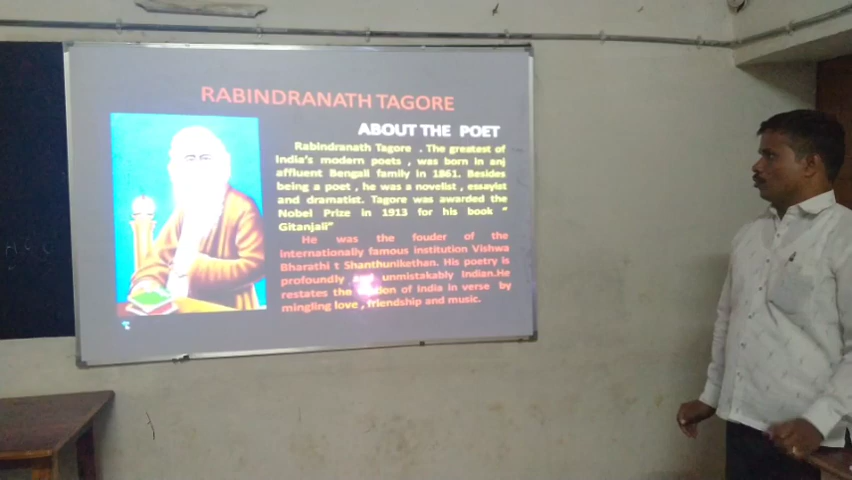 RABINDRANATH TAGORE
ABOUT THE POET
Rabindranath Tagore . The greatest of
India's modern poets , was born in anj
affluent Bengali family in 1861. Besides
being a poet , he was a novelist , essayist
and dramatist. Tagore was awarded the
Nobel Prize in 1913 for his book "
Gitanjali"
He was the fouder of the
internationally famous institution Vishwa
Bharathi t Shanthunikethan. His poetry is
profoundly and unmistakably Indian.He
restates the of India in verse by
mingling love , friendship and music.